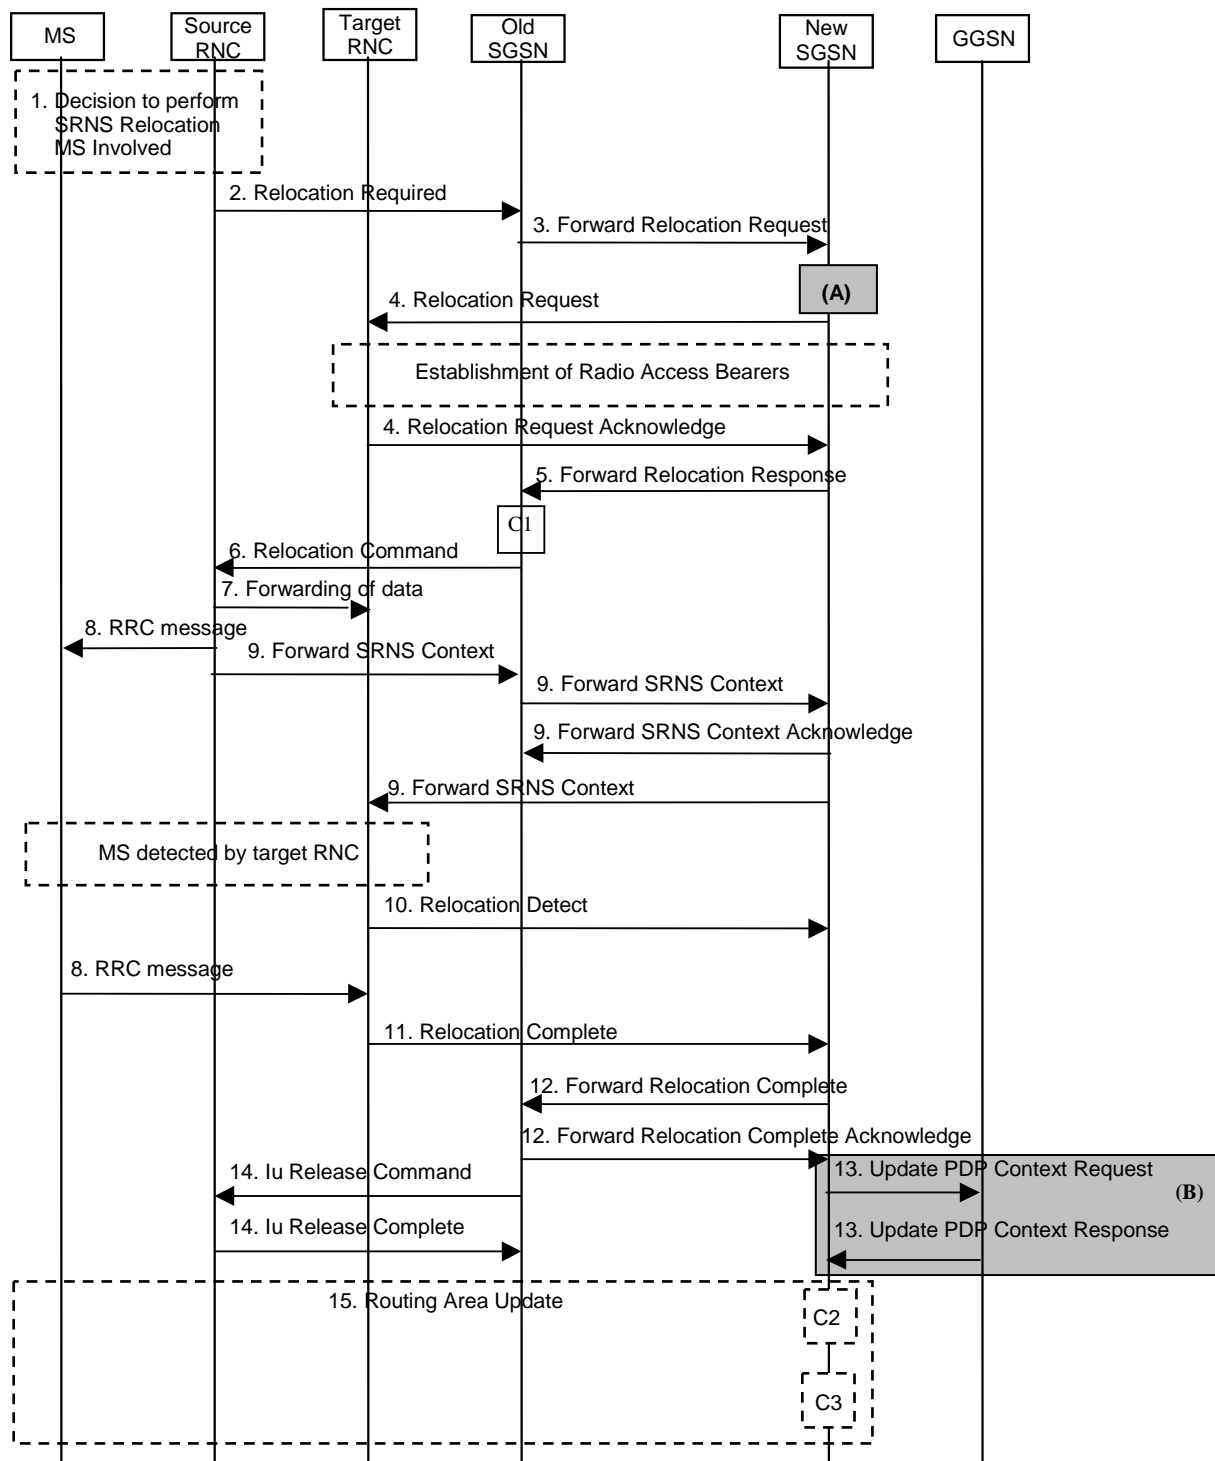 MS
Source
RNC
Target
RNC
Old
SGSN
New
SGSN
GGSN
1. Decision to perform
SRNS Relocation
MS Involved
2. Relocation Required
3. Forward Relocation Request
(A)
4. Relocation Request
Establishment of Radio Access Bearers
4. Relocation Request Acknowledge
5. Forward Relocation Response
C1
6. Relocation Command
7. Forwarding of data
8. RRC message
9. Forward SRNS Context
9. Forward SRNS Context
9. Forward SRNS Context Acknowledge
9. Forward SRNS Context
MS detected by target RNC
10. Relocation Detect
8. RRC message
11. Relocation Complete
12. Forward Relocation Complete
12. Forward Relocation Complete Acknowledge
14. Iu Release Command
13. Update PDP Context Request
(B)
14. Iu Release Complete
13. Update PDP Context Response
15. Routing Area Update
C2
C3